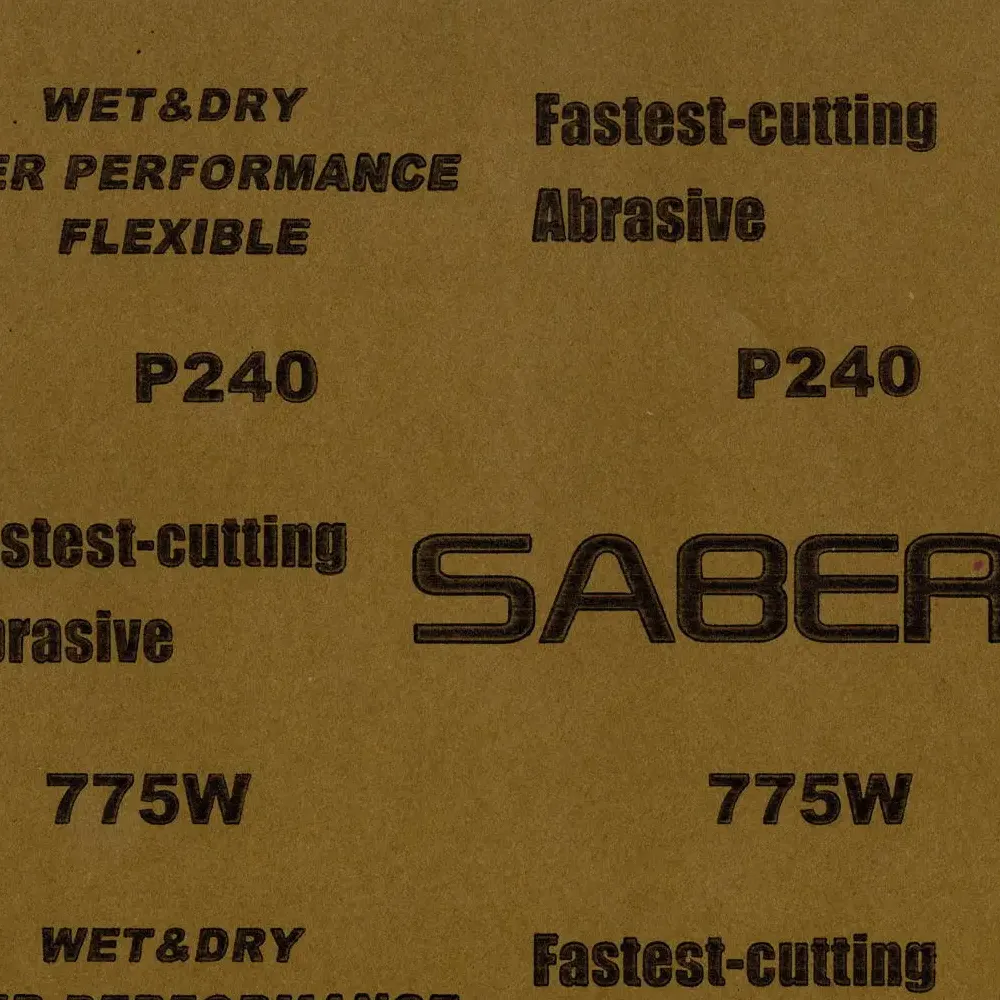 WET&DRY
ER PERFORMANCE
FLEXIBLE
Fastest-cutting
Abrasive
P240
P240
stest-cutting
brasive
SABER
775W
775W
WET&DRY
Fastest-cutting
PERFORMANCE